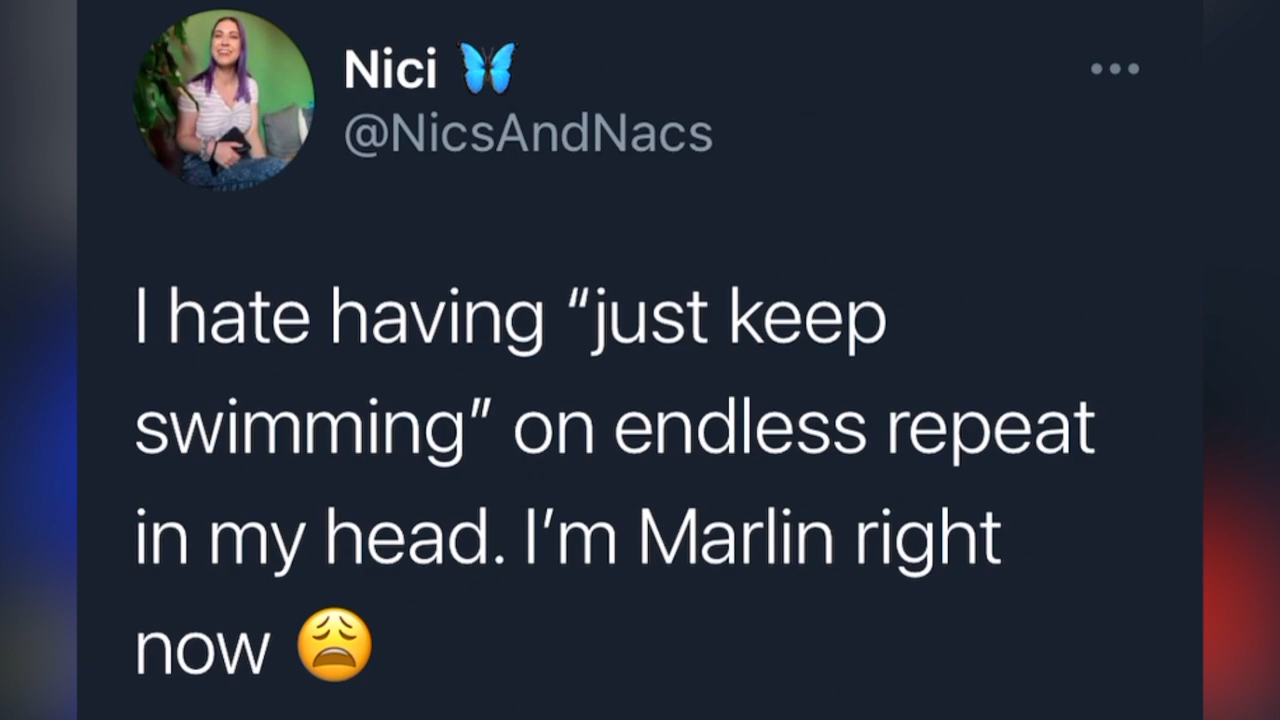 Nici 🦋
@NicsAndNacs
I hate having “just keep
swimming” on endless repeat
in my head. I’m Marlin right
now 😩